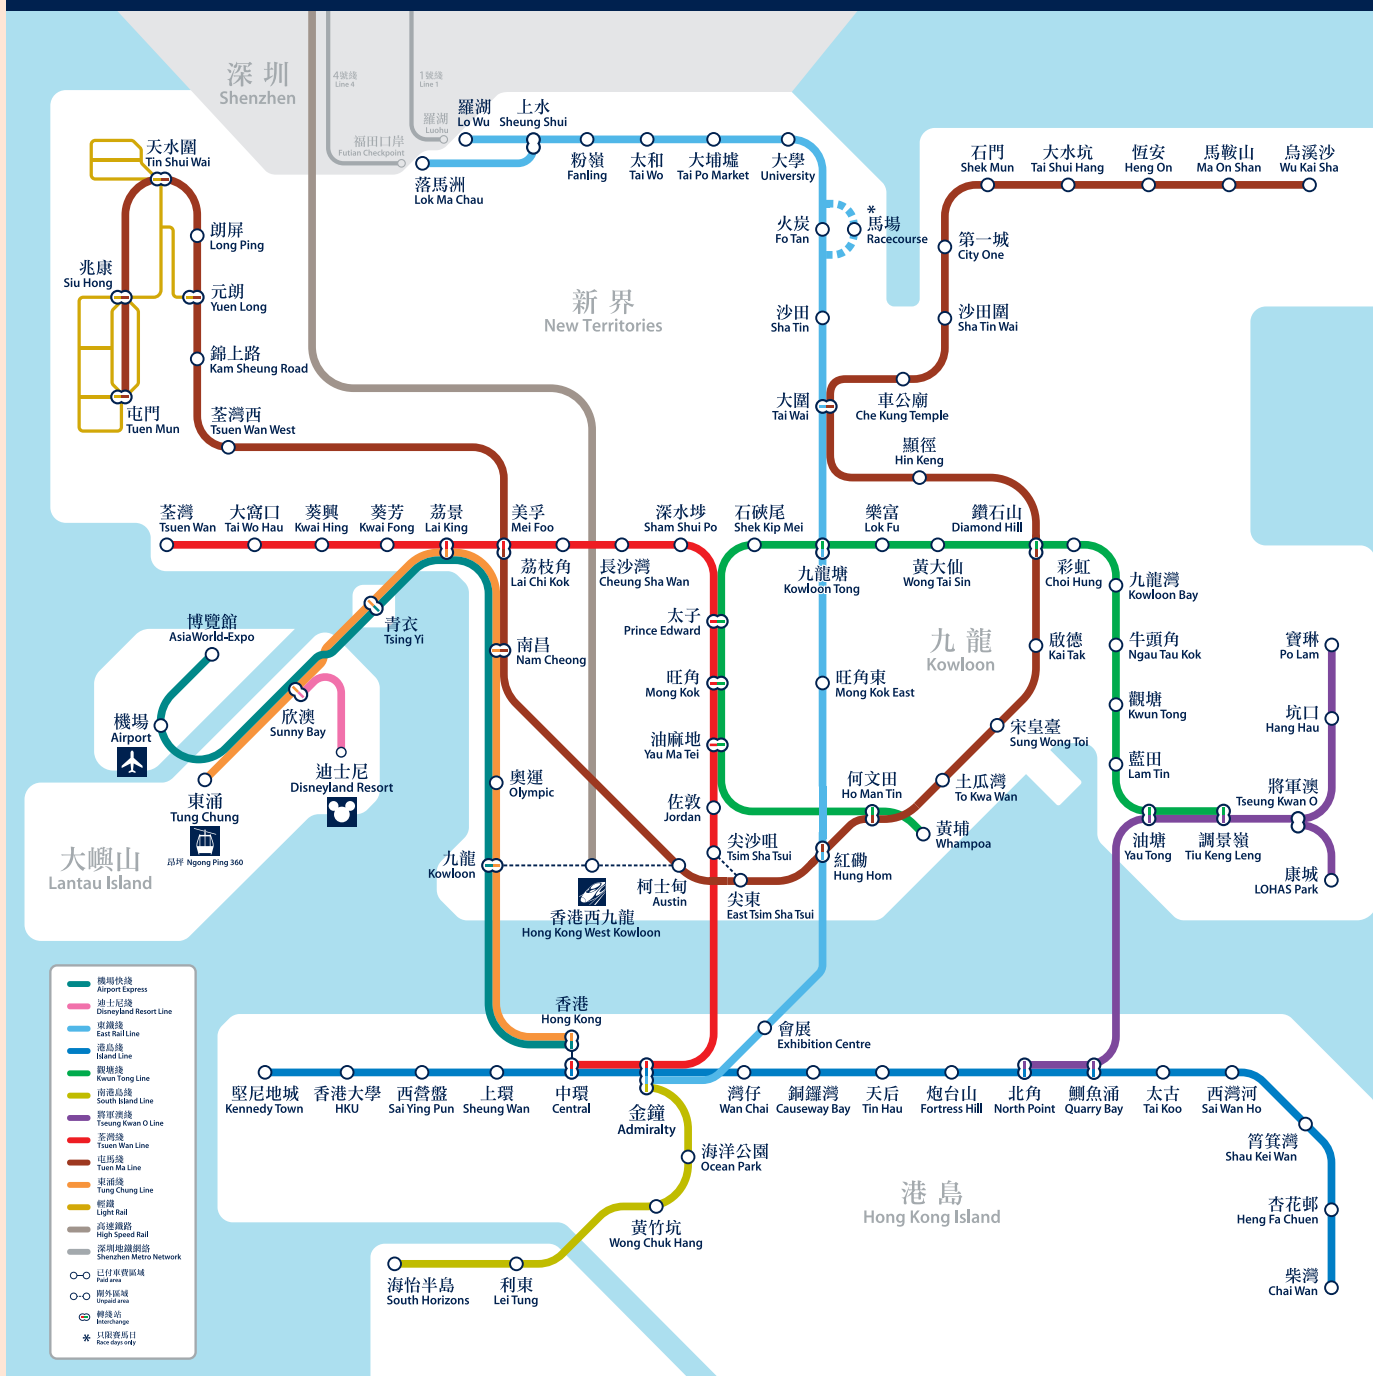 深圳
Shenzhen
4號綫
Line 4
1號綫
Line 1
羅湖
Luohu
福田口岸
Futian Checkpoint
羅湖
Lo Wu
上水
Sheung Shui
落馬洲
Lok Ma Chau
粉嶺
Fanling
太和
Tai Wo
大埔墟
Tai Po Market
大學
University
火炭
Fo Tan
*
馬場
Racecourse
沙田
Sha Tin
大圍
Tai Wai
石門
Shek Mun
大水坑
Tai Shui Hang
恆安
Heng On
馬鞍山
Ma On Shan
烏溪沙
Wu Kai Sha
第一城
City One
沙田圍
Sha Tin Wai
車公廟
Che Kung Temple
顯徑
Hin Keng
天水圍
Tin Shui Wai
朗屏
Long Ping
兆康
Siu Hong
元朗
Yuen Long
錦上路
Kam Sheung Road
屯門
Tuen Mun
荃灣西
Tsuen Wan West
新界
New Territories
荃灣
Tsuen Wan
大窩口
Tai Wo Hau
葵興
Kwai Hing
葵芳
Kwai Fong
荔景
Lai King
美孚
Mei Foo
荔枝角
Lai Chi Kok
長沙灣
Cheung Sha Wan
深水埗
Sham Shui Po
石硤尾
Shek Kip Mei
九龍塘
Kowloon Tong
樂富
Lok Fu
黃大仙
Wong Tai Sin
鑽石山
Diamond Hill
彩虹
Choi Hung
九龍灣
Kowloon Bay
牛頭角
Ngau Tau Kok
觀塘
Kwun Tong
藍田
Lam Tin
油塘
Yau Tong
調景嶺
Tiu Keng Leng
將軍澳
Tseung Kwan O
坑口
Hang Hau
寶琳
Po Lam
康城
LOHAS Park
太子
Prince Edward
旺角
Mong Kok
油麻地
Yau Ma Tei
佐敦
Jordan
尖沙咀
Tsim Sha Tsui
尖東
East Tsim Sha Tsui
柯士甸
Austin
旺角東
Mong Kok East
九龍
Kowloon
啟德
Kai Tak
宋皇臺
Sung Wong Toi
土瓜灣
To Kwa Wan
何文田
Ho Man Tin
黃埔
Whampoa
紅磡
Hung Hom
博覽館
AsiaWorld-Expo
機場
Airport
青衣
Tsing Yi
欣澳
Sunny Bay
迪士尼
Disneyland Resort
東涌
Tung Chung
昂坪 Ngong Ping 360
大嶼山
Lantau Island
南昌
Nam Cheong
奧運
Olympic
九龍
Kowloon
香港西九龍
Hong Kong West Kowloon
香港
Hong Kong
中環
Central
堅尼地城
Kennedy Town
香港大學
HKU
西營盤
Sai Ying Pun
上環
Sheung Wan
金鐘
Admiralty
會展
Exhibition Centre
灣仔
Wan Chai
銅鑼灣
Causeway Bay
天后
Tin Hau
炮台山
Fortress Hill
北角
North Point
鰂魚涌
Quarry Bay
太古
Tai Koo
西灣河
Sai Wan Ho
筲箕灣
Shau Kei Wan
杏花邨
Heng Fa Chuen
柴灣
Chai Wan
海洋公園
Ocean Park
黃竹坑
Wong Chuk Hang
利東
Lei Tung
海怡半島
South Horizons
港島
Hong Kong Island
機場快綫
Airport Express
迪士尼綫
Disneyland Resort Line
東鐵綫
East Rail Line
港島綫
Island Line
觀塘綫
Kwun Tong Line
南港島綫
South Island Line
將軍澳綫
Tseung Kwan O Line
荃灣綫
Tsuen Wan Line
屯馬綫
Tuen Ma Line
東涌綫
Tung Chung Line
輕鐵
Light Rail
高速鐵路
High Speed Rail
深圳地鐵網絡
Shenzhen Metro Network
已付車費區域
Paid area
閘外區域
Unpaid area
轉綫站
Interchange
* 只限賽馬日
Race days only